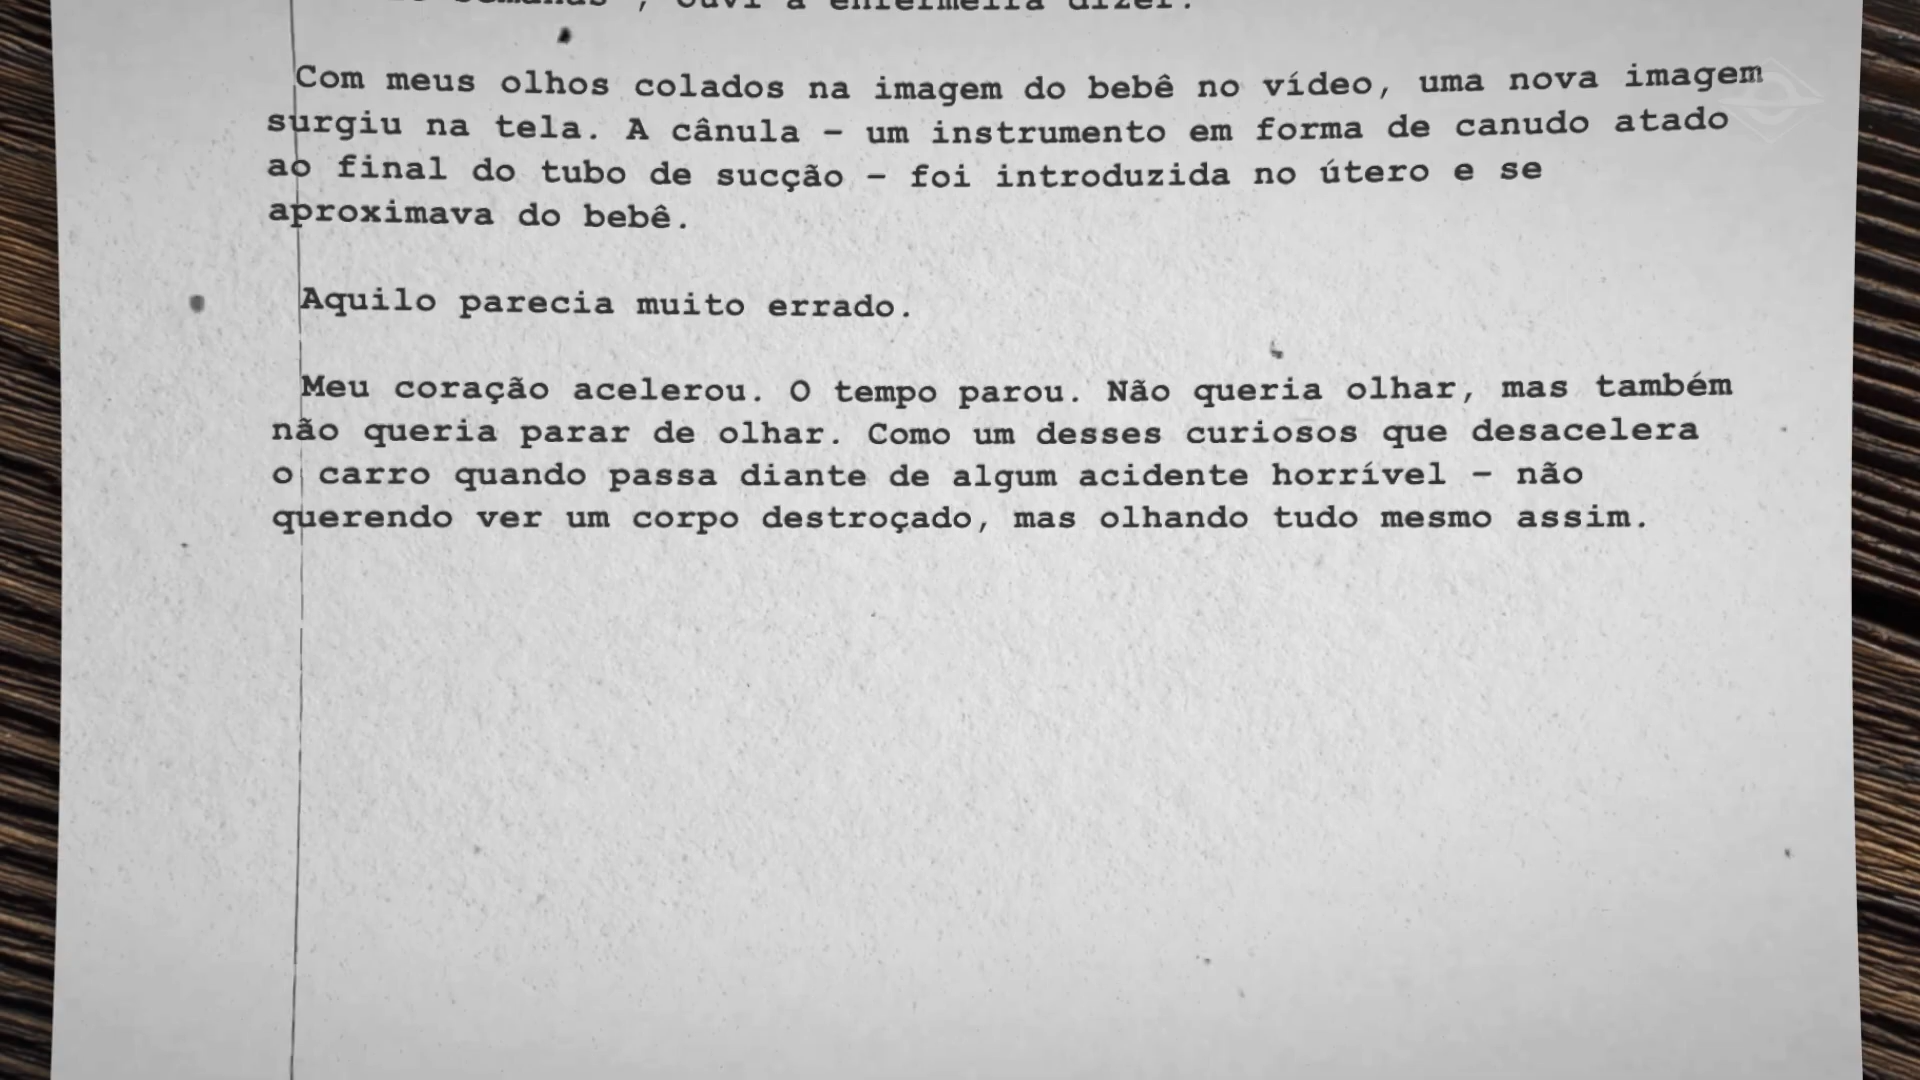 semanas", ouvi a enfermeira dizer.
Com meus olhos colados na imagem do bebê no vídeo, uma nova imagem
surgiu na tela. A cânula – um instrumento em forma de canudo atado
ao final do tubo de sucção – foi introduzida no útero e se
aproximava do bebê.
Aquilo parecia muito errado.
Meu coração acelerou. O tempo parou. Não queria olhar, mas também
não queria parar de olhar. Como um desses curiosos que desacelera
o carro quando passa diante de algum acidente horrível – não
querendo ver um corpo destroçado, mas olhando tudo mesmo assim.